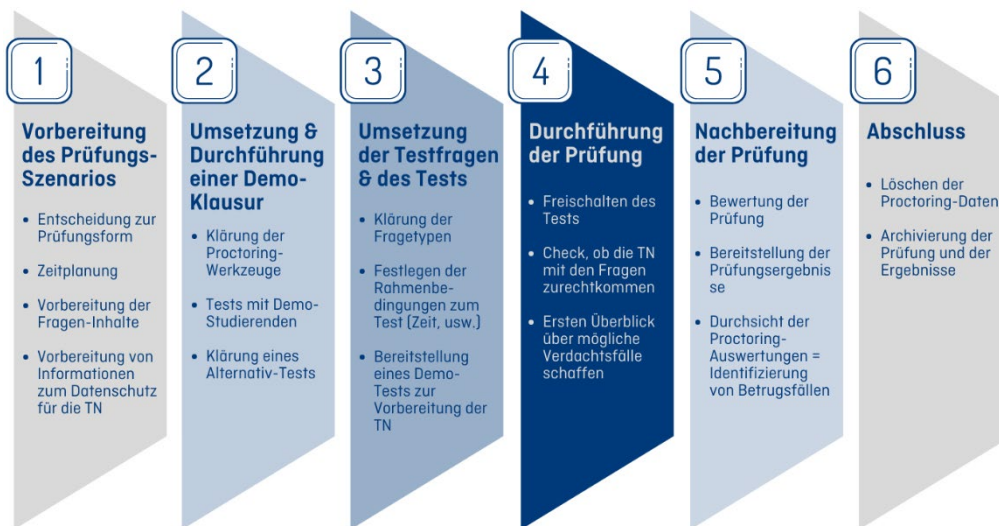 1
Vorbereitung
des Prüfungs-
Szenarios
• Entscheidung zur
Prüfungsform
• Zeitplanung
• Vorbereitung der
Fragen-Inhalte
• Vorbereitung von
Informationen
zum Datenschutz
für die TN
2
Umsetzung &
Durchführung
einer Demo-
Klausur
• Klärung der
Proctoring-
Werkzeuge
• Tests mit Demo-
Studierenden
• Klärung eines
Alternativ-Tests
3
Umsetzung
der Testfragen
& des Tests
• Klärung der
Fragetypen
• Festlegen der
Rahmenbe-
dingungen zum
Test (Zeit, usw.)
• Bereitstellung
eines Demo-
Tests zur
Vorbereitung der
TN
4
Durchführung
der Prüfung
• Freischalten des
Tests
• Check, ob die TN
mit den Fragen
zurechtkommen
• Ersten Überblick
über mögliche
Verdachtsfälle
schaffen
5
Nachbereitung
der Prüfung
• Bewertung der
Prüfung
• Bereitstellung der
Prüfungsergebnis
se
• Durchsicht der
Proctoring-
Auswertungen =
Identifizierung
von Betrugsfällen
6
Abschluss
• Löschen der
Proctoring-Daten
• Archivierung der
Prüfung und der
Ergebnisse